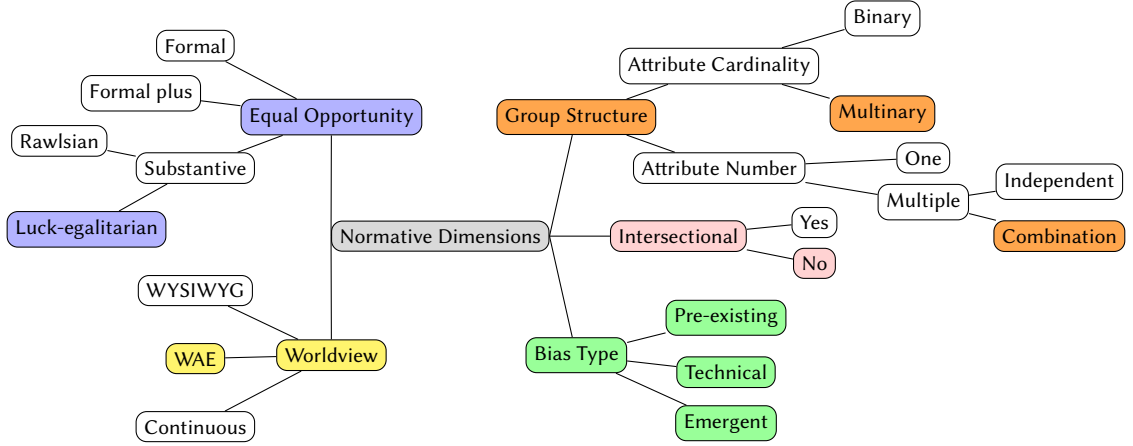 Formal
Formal plus
Equal Opportunity
Rawlsian
Substantive
Luck-egalitarian
Normative Dimensions
WYSIWYG
WAE
Worldview
Continuous
Binary
Attribute Cardinality
Group Structure
Multinary
Attribute Number
One
Multiple
Independent
Combination
Intersectional
Yes
No
Pre-existing
Bias Type
Technical
Emergent